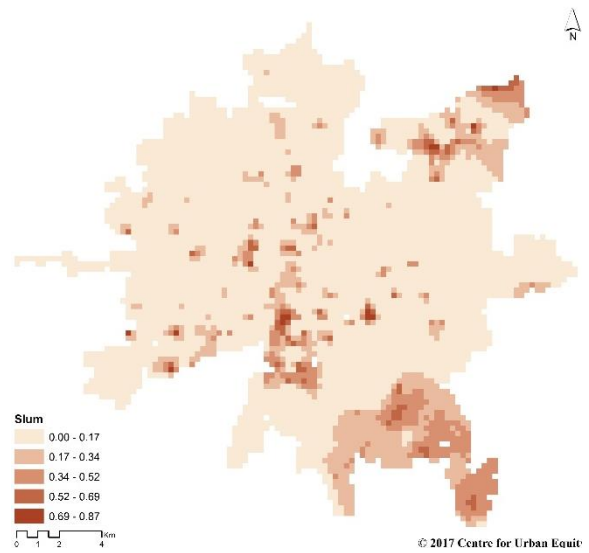 N
Slum
0.00 - 0.17
0.17 - 0.34
0.34 - 0.52
0.52 - 0.69
0.69 - 0.87
Km
0 1 2 4
© 2017 Centre for Urban Equity